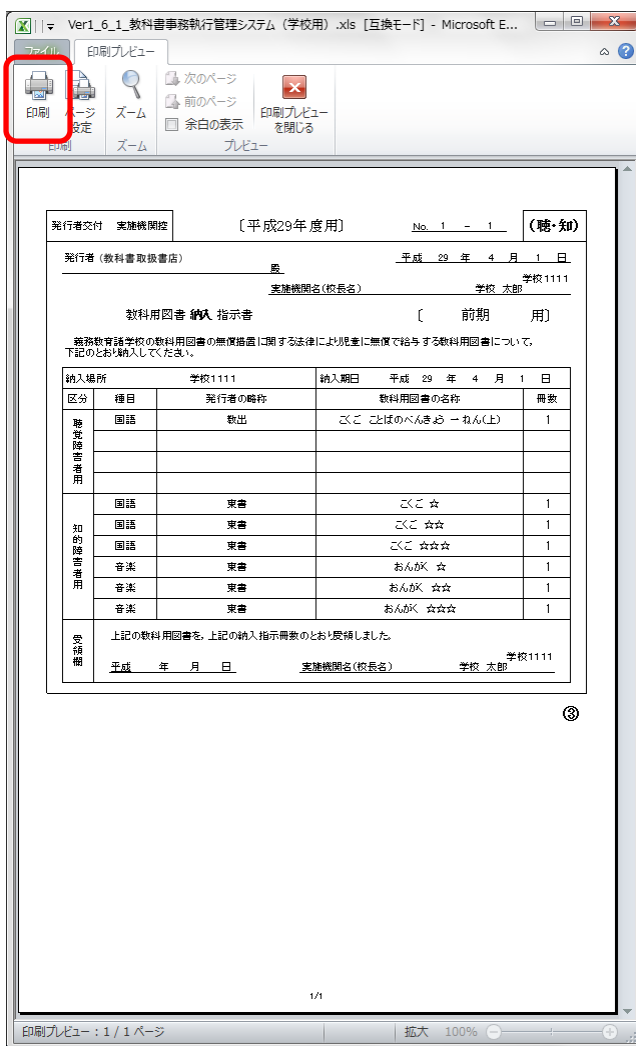 Ver1_6_1_教科書事務執行管理システム（学校用）.xls [互換モード] - Microsoft E...
ファイル 印刷プレビュー
印刷 ページ設定 ズーム 次のページ 前のページ 余白の表示 印刷プレビューを閉じる
印刷 ズーム プレビュー
発行者交付 実施機関控 〔平成29年度用〕 No. 1 - 1 (聴・知)
発行者 (教科書取扱書店) 殿 平成 29 年 4 月 1 日
学校1111
実施機関名(校長名) 学校 太郎
教科用図書 納入 指示書 〔 前期 用〕
義務教育諸学校の教科用図書の無償措置に関する法律により児童に無償で給与する教科用図書について,
下記のとおり納入してください。
納入場所 学校1111 納入期日 平成 29 年 4 月 1 日
区分 種目 発行者の略称 教科用図書の名称 冊数
聴覚障害者用 国語 教出 こくご ことばのべんきょう 一ねん(上) 1
知的障害者用 国語 東書 こくご ☆ 1
国語 東書 こくご ☆☆ 1
国語 東書 こくご ☆☆☆ 1
音楽 東書 おんがく ☆ 1
音楽 東書 おんがく ☆☆ 1
音楽 東書 おんがく ☆☆☆ 1
受領欄 上記の教科用図書を,上記の納入指示冊数のとおり受領しました。
学校1111
平成 年 月 日 実施機関名(校長名) 学校 太郎
③
1/1
印刷プレビュー：1 / 1 ページ 拡大 100%